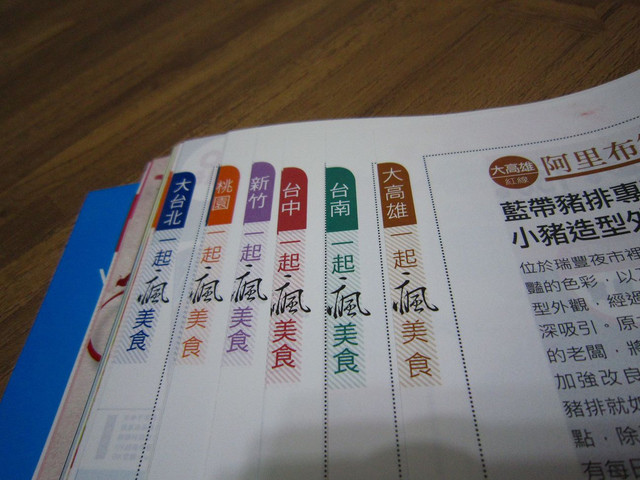 大台北
一起瘋美食
桃園
一起瘋美食
新竹
一起瘋美食
台中
一起瘋美食
台南
一起瘋美食
大高雄
一起瘋美食
大高雄
紅線
阿里布
藍帶豬排專
小豬造型外
位於瑞豐夜市裡
豔的色彩，以
型外觀，經過
深吸引。原
的老闆，將
加強改良
豬排就如
點，除
有每日